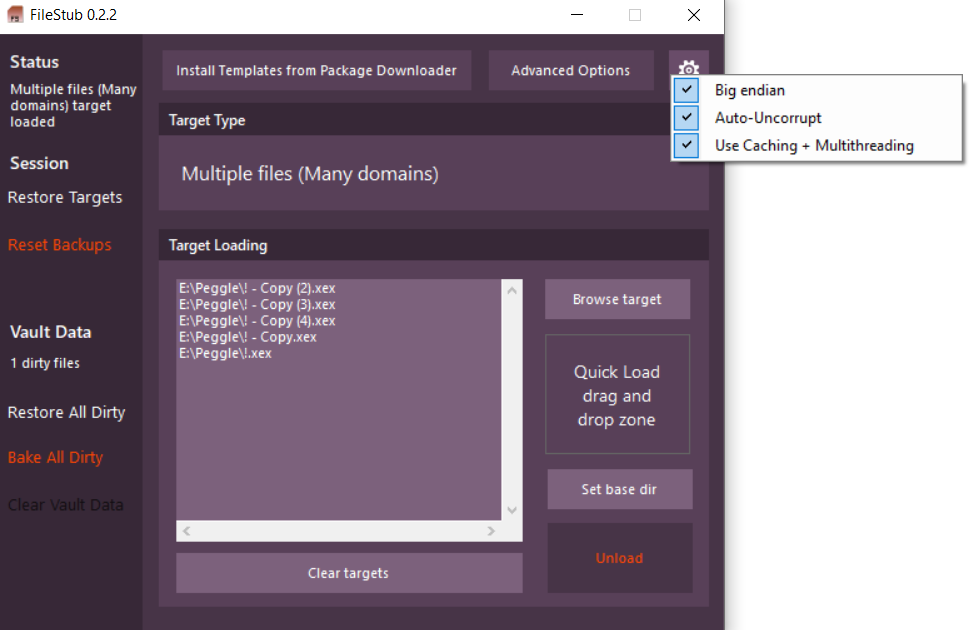 FileStub 0.2.2
Status
Multiple files (Many
domains) target
loaded
Session
Restore Targets
Reset Backups
Vault Data
1 dirty files
Restore All Dirty
Bake All Dirty
Clear Vault Data
Install Templates from Package Downloader
Advanced Options
Big endian
Auto-Uncorrupt
Use Caching + Multithreading
Target Type
Multiple files (Many domains)
Target Loading
E:\Peggle\! - Copy (2).xex
E:\Peggle\! - Copy (3).xex
E:\Peggle\! - Copy (4).xex
E:\Peggle\! - Copy.xex
E:\Peggle\!.xex
Clear targets
Browse target
Quick Load
drag and
drop zone
Set base dir
Unload